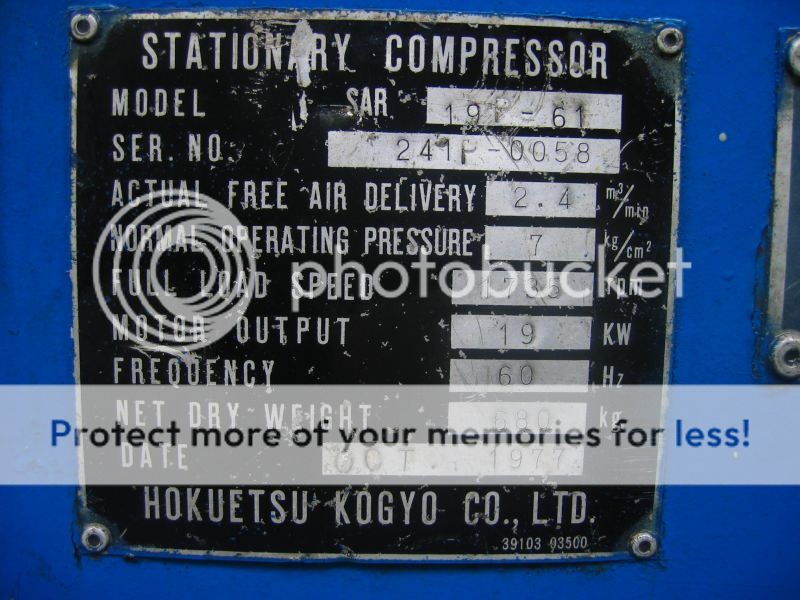 STATIONARY COMPRESSOR
MODEL SAR 19P-61
SER. NO. 241P-0058
ACTUAL FREE AIR DELIVERY 2.4 m³/min
NORMAL OPERATING PRESSURE 7 kg/cm²
photobucket
FULL LOAD SPEED rpm
MOTOR OUTPUT 19 KW
FREQUENCY 60 Hz
NET DRY WEIGHT 680 kg
Protect more of your memories for less!
DATE OCT. 1977
HOKUETSU KOGYO CO., LTD.
39103 03500